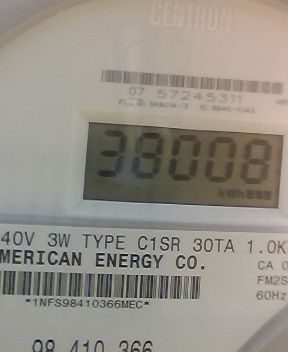 CENTRON®
07 57245311
38008
kWh
40V 3W TYPE C1SR 30TA 1.0K
MERICAN ENERGY CO.
CA 0
FM2S
*1NFS98410366MEC*
60Hz
98 410 366